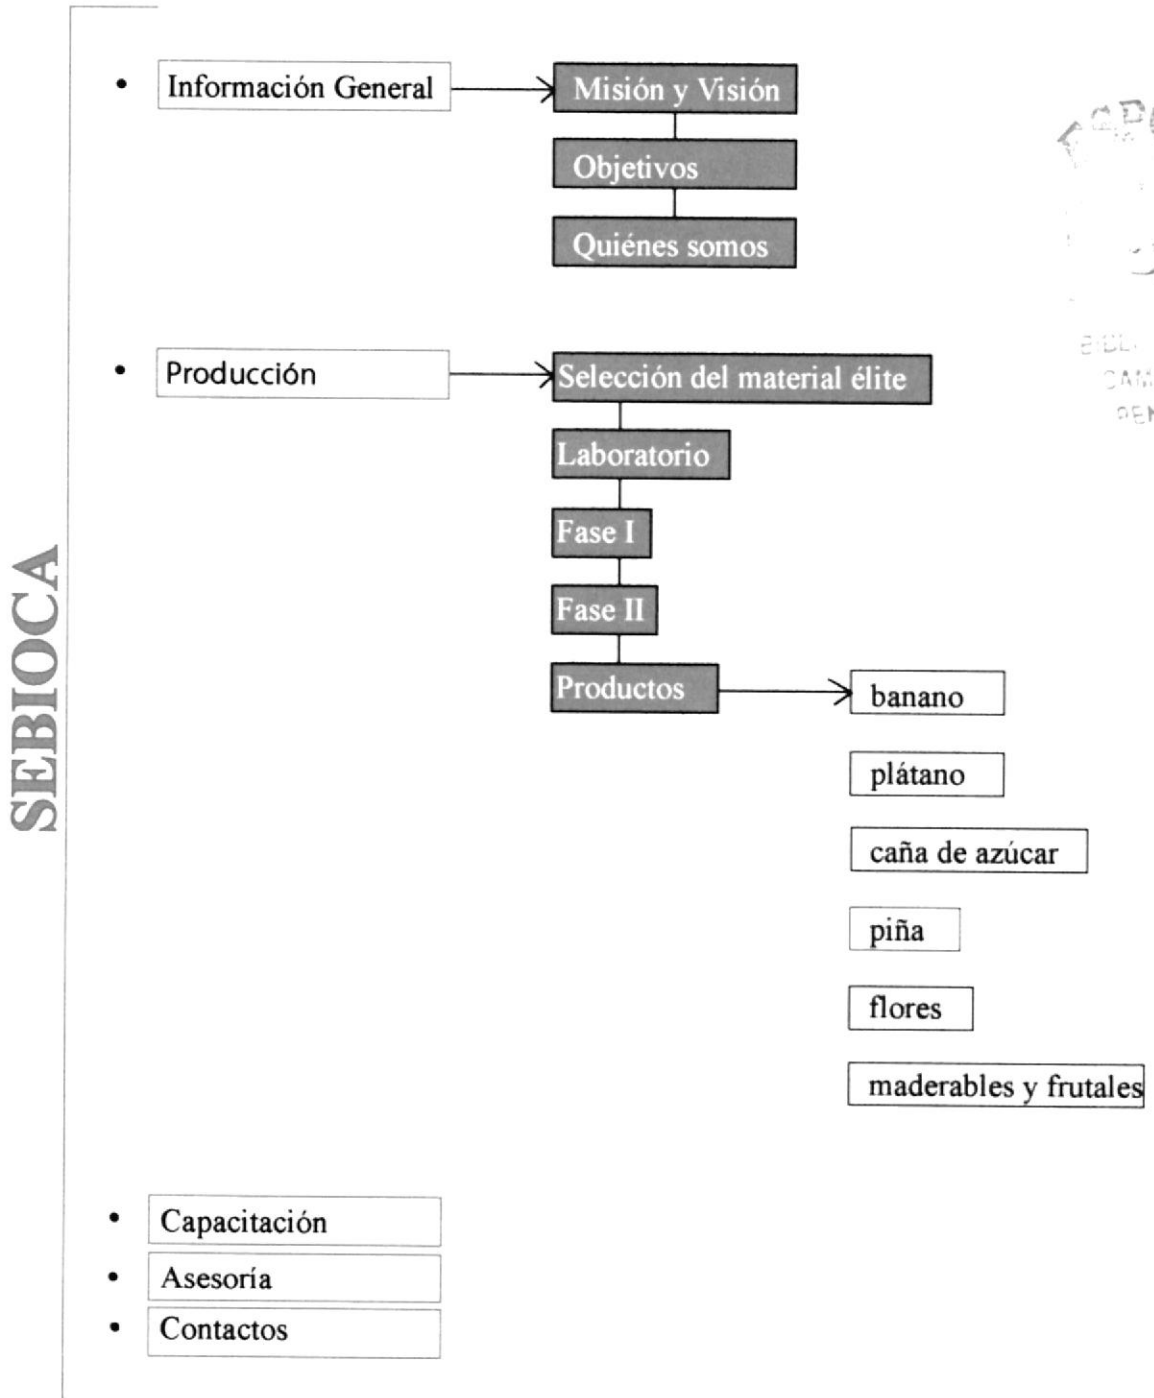 SEBIOCA
• Información General
Misión y Visión
Objetivos
Quiénes somos
• Producción
Selección del material élite
Laboratorio
Fase I
Fase II
Productos
banano
plátano
caña de azúcar
piña
flores
maderables y frutales
• Capacitación
• Asesoría
• Contactos